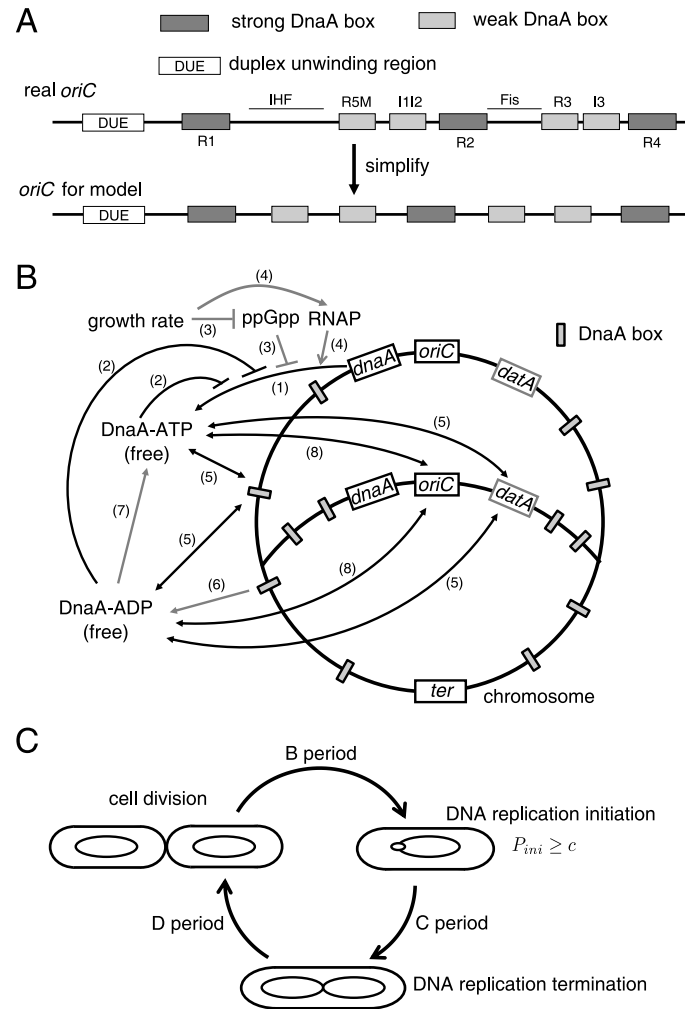 A
strong DnaA box
weak DnaA box
DUE duplex unwinding region
real oriC
IHF R5M I1I2 Fis R3 I3
DUE
R1 R2 R4
simplify
oriC for model
DUE
B
(4)
growth rate ppGpp RNAP
(3) (3) (4)
DnaA box
(2) (2) (1)
dnaA oriC datA
DnaA-ATP
(free)
(5)
(8)
(5)
(7)
dnaA oriC datA
(5)
(6) (8) (5)
DnaA-ADP
(free)
ter
chromosome
C
B period
cell division
DNA replication initiation
P_ini ≥ c
D period C period
DNA replication termination